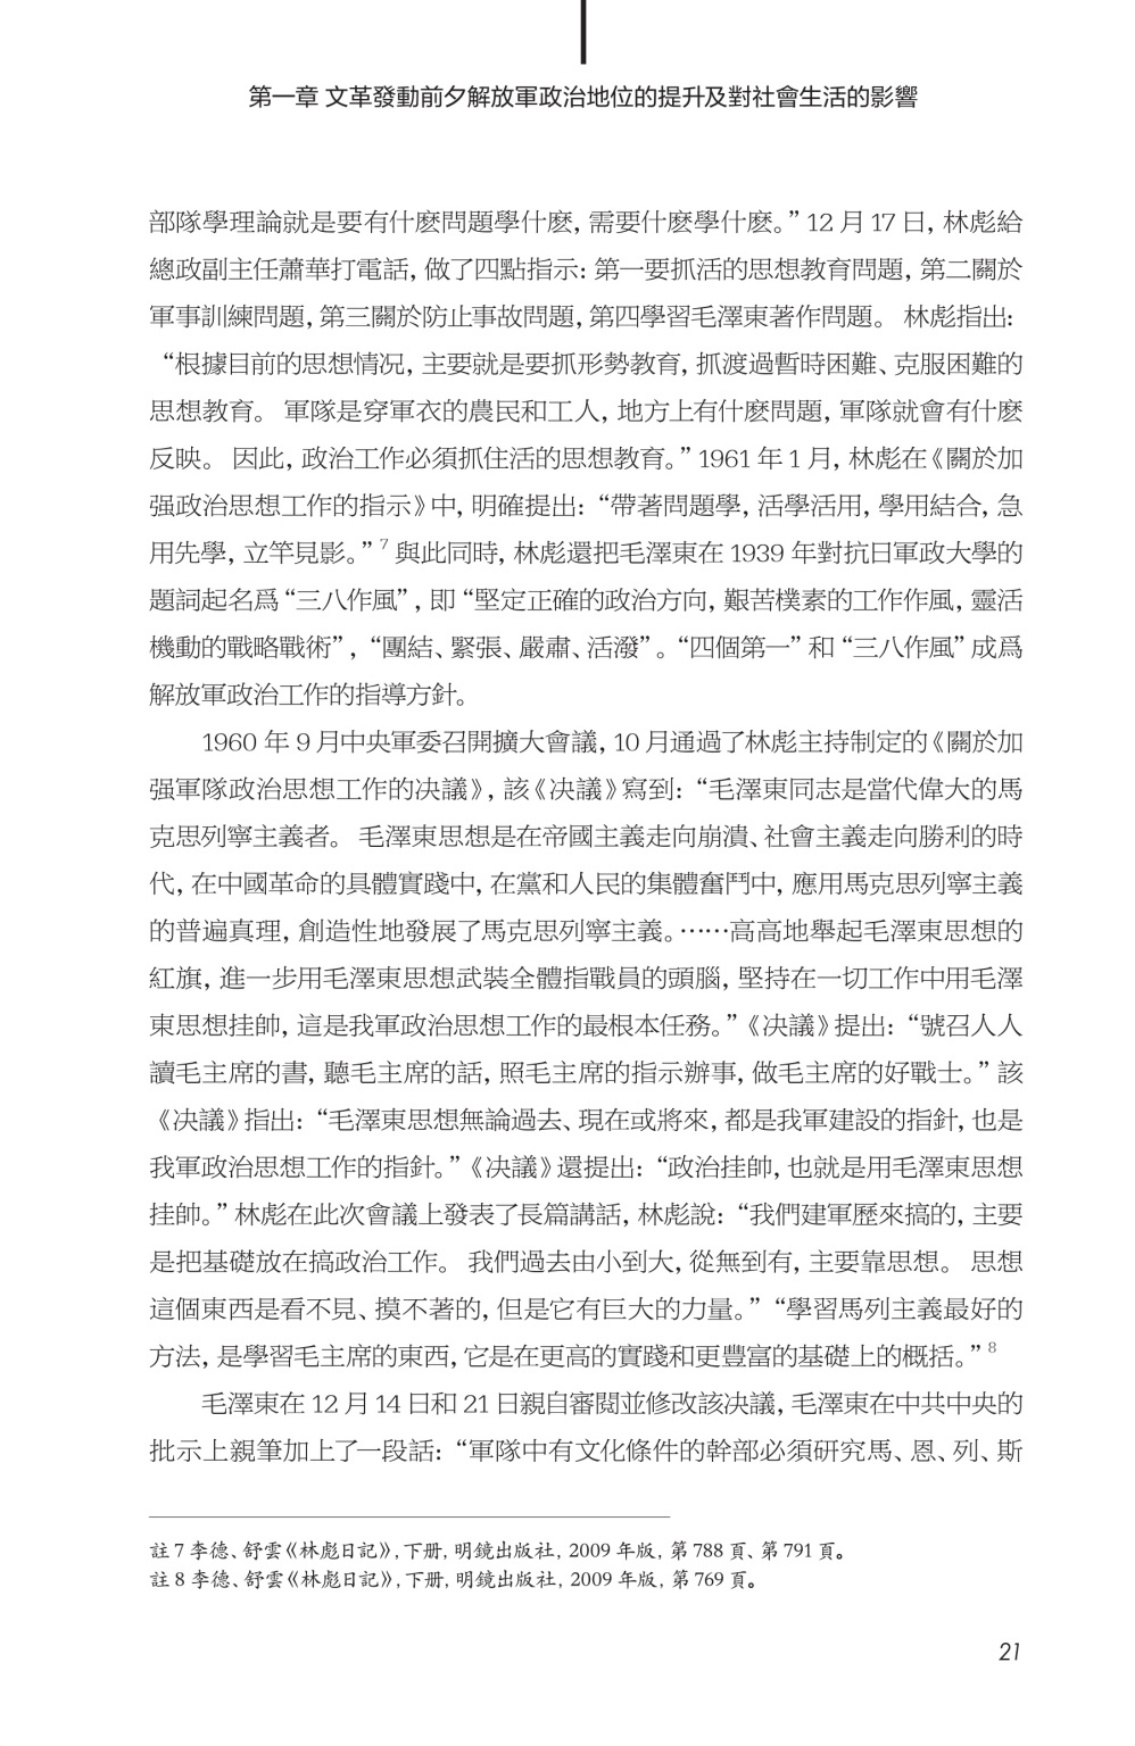 第一章 文革發動前夕解放軍政治地位的提升及對社會生活的影響
部隊學理論就是要有什麽問題學什麽，需要什麽學什麽。”12 月 17 日，林彪給
總政副主任蕭華打電話，做了四點指示：第一要抓活的思想教育問題，第二關於
軍事訓練問題，第三關於防止事故問題，第四學習毛澤東著作問題。 林彪指出：
“根據目前的思想情况，主要就是要抓形勢教育，抓渡過暫時困難、克服困難的
思想教育。 軍隊是穿軍衣的農民和工人，地方上有什麽問題，軍隊就會有什麽
反映。 因此，政治工作必須抓住活的思想教育。”1961 年 1 月，林彪在《關於加
强政治思想工作的指示》中，明確提出：“帶著問題學，活學活用，學用結合，急
用先學，立竿見影。”7 與此同時，林彪還把毛澤東在 1939 年對抗日軍政大學的
題詞起名爲“三八作風”，即“堅定正確的政治方向，艱苦樸素的工作作風，靈活
機動的戰略戰術”，“團結、緊張、嚴肅、活潑”。“四個第一”和“三八作風”成爲
解放軍政治工作的指導方針。
1960 年 9 月中央軍委召開擴大會議，10 月通過了林彪主持制定的《關於加
强軍隊政治思想工作的决議》，該《决議》寫到：“毛澤東同志是當代偉大的馬
克思列寧主義者。 毛澤東思想是在帝國主義走向崩潰、社會主義走向勝利的時
代，在中國革命的具體實踐中，在黨和人民的集體奮鬥中，應用馬克思列寧主義
的普遍真理，創造性地發展了馬克思列寧主義。……高高地舉起毛澤東思想的
紅旗，進一步用毛澤東思想武裝全體指戰員的頭腦，堅持在一切工作中用毛澤
東思想挂帥，這是我軍政治思想工作的最根本任務。”《决議》提出：“號召人人
讀毛主席的書，聽毛主席的話，照毛主席的指示辦事，做毛主席的好戰士。”該
《决議》指出：“毛澤東思想無論過去、現在或將來，都是我軍建設的指針，也是
我軍政治思想工作的指針。”《决議》還提出：“政治挂帥，也就是用毛澤東思想
挂帥。”林彪在此次會議上發表了長篇講話，林彪說：“我們建軍歷來搞的，主要
是把基礎放在搞政治工作。 我們過去由小到大，從無到有，主要靠思想。 思想
這個東西是看不見、摸不著的，但是它有巨大的力量。”“學習馬列主義最好的
方法，是學習毛主席的東西，它是在更高的實踐和更豐富的基礎上的概括。”8
毛澤東在 12 月 14 日和 21 日親自審閱並修改該决議，毛澤東在中共中央的
批示上親筆加上了一段話：“軍隊中有文化條件的幹部必須研究馬、恩、列、斯
註 7 李德、舒雲《林彪日記》，下册，明鏡出版社，2009 年版，第 788 頁、第 791 頁。
註 8 李德、舒雲《林彪日記》，下册，明鏡出版社，2009 年版，第 769 頁。
21